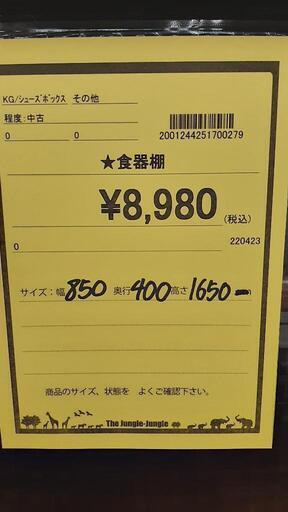 KG/シューズボックス その他
程度:中古
0 0
2001244251700279
★食器棚
¥8,980(税込)
0 220423
サイズ:幅850 奥行400高さ1650
商品のサイズ、状態を よくご確認下さい。
The Jungle-Jungle